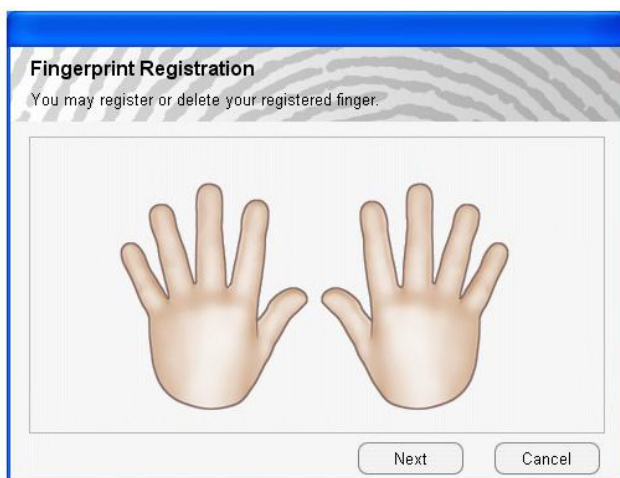 Fingerprint Registration
You may register or delete your registered finger.
Next
Cancel